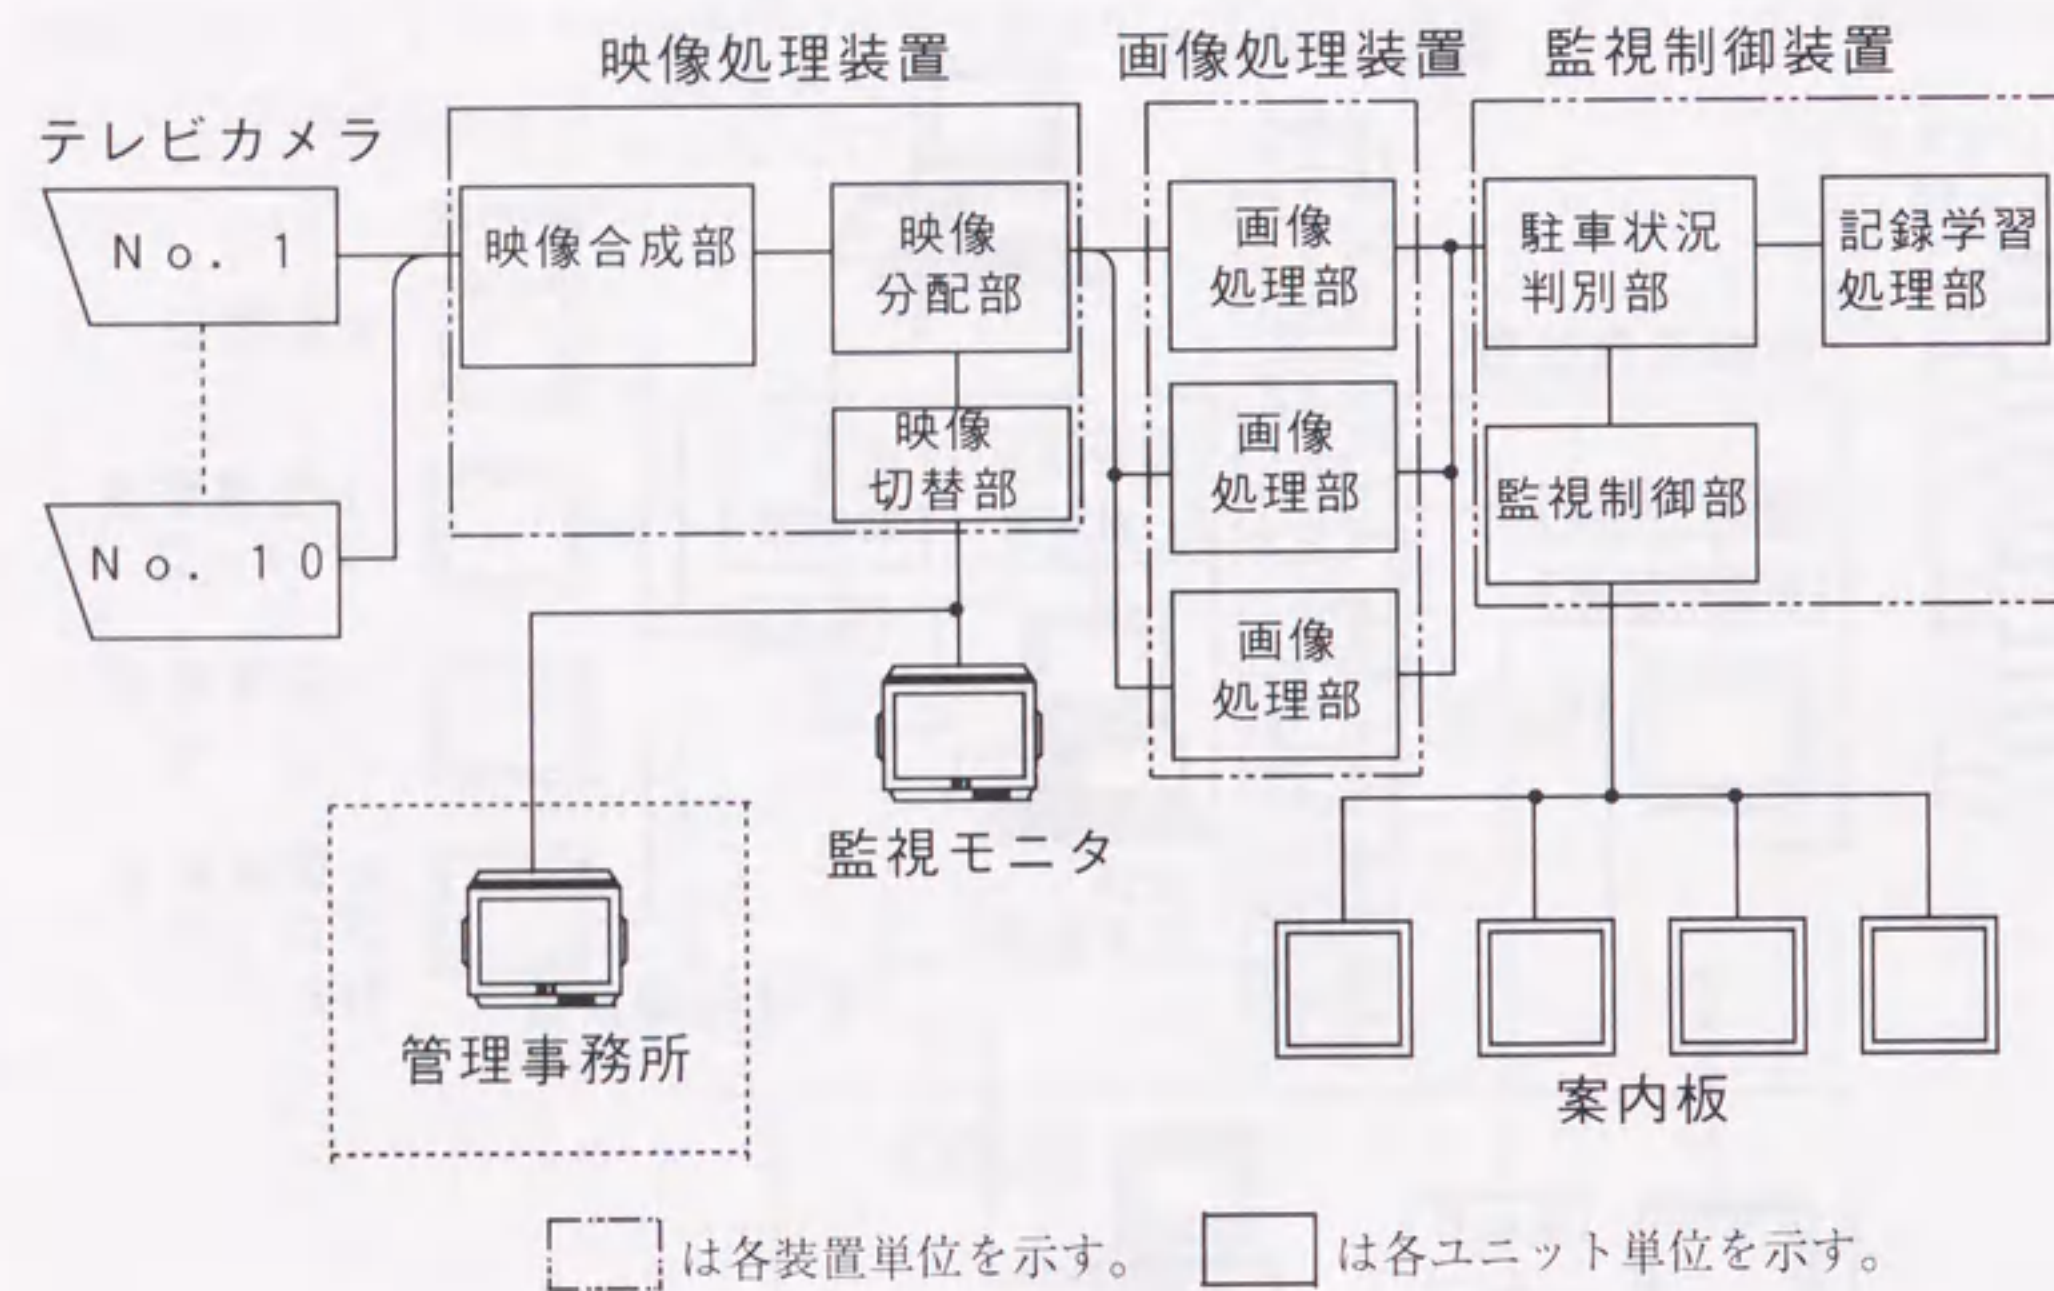 映像処理装置
画像処理装置
監視制御装置
テレビカメラ
No. 1
映像合成部
映像
分配部
画像
処理部
駐車状況
判別部
記録学習
処理部
映像
切替部
画像
処理部
監視制御部
No. 10
画像
処理部
監視モニタ
管理事務所
案内板
は各装置単位を示す。
は各ユニット単位を示す。